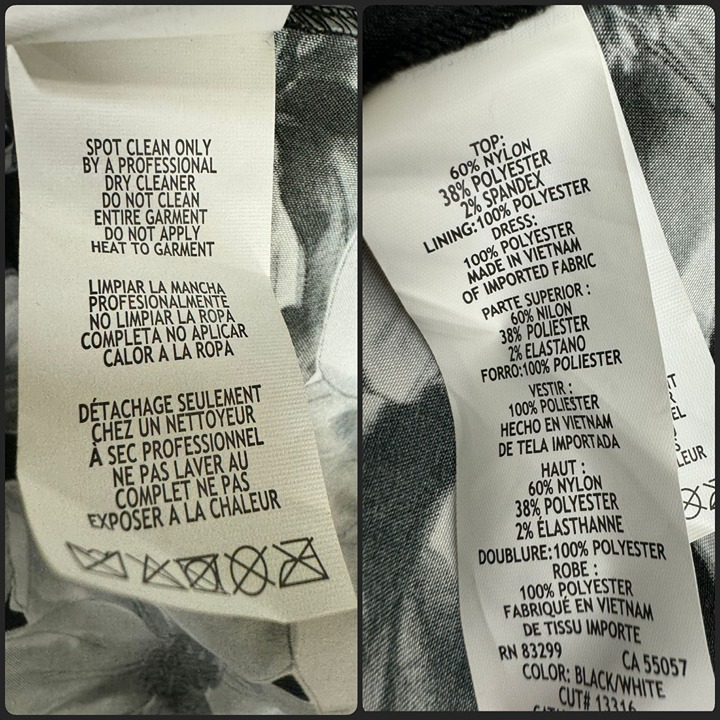 SPOT CLEAN ONLY
BY A PROFESSIONAL
DRY CLEANER
DO NOT CLEAN
ENTIRE GARMENT
DO NOT APPLY
HEAT TO GARMENT
LIMPIAR LA MANCHA
PROFESIONALMENTE
NO LIMPIAR LA ROPA
COMPLETA NO APLICAR
CALOR A LA ROPA
DÉTACHAGE SEULEMENT
CHEZ UN NETTOYEUR
À SEC PROFESSIONNEL
NE PAS LAVER AU
COMPLET NE PAS
EXPOSER A LA CHALEUR
TOP:
60% NYLON
38% POLYESTER
2% SPANDEX
LINING:100% POLYESTER
DRESS:
100% POLYESTER
MADE IN VIETNAM
OF IMPORTED FABRIC
PARTE SUPERIOR :
60% NILON
38% POLIESTER
2% ELASTANO
FORRO:100% POLIESTER
VESTIR :
100% POLIESTER
HECHO EN VIETNAM
DE TELA IMPORTADA
HAUT :
60% NYLON
38% POLYESTER
2% ÉLASTHANNE
DOUBLURE:100% POLYESTER
ROBE :
100% POLYESTER
FABRIQUÉ EN VIETNAM
DE TISSU IMPORTE
RN 83299 CA 55057
COLOR: BLACK/WHITE
CUT# 13316